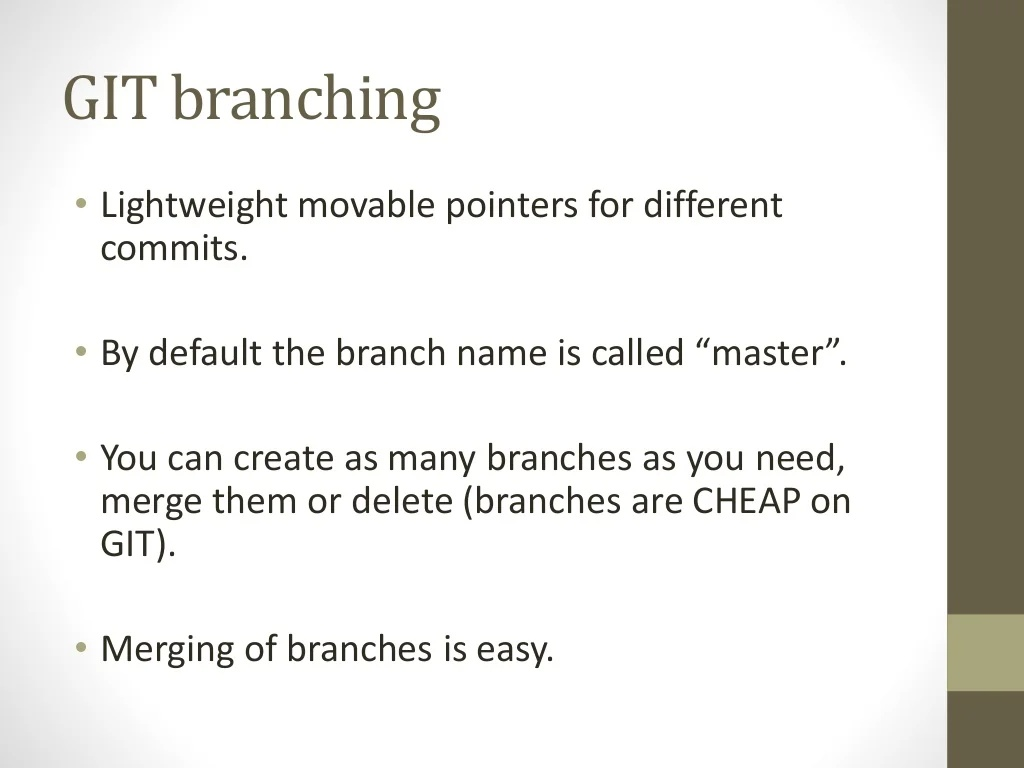 GIT branching
• Lightweight movable pointers for different
commits.
• By default the branch name is called “master”.
• You can create as many branches as you need,
merge them or delete (branches are CHEAP on
GIT).
• Merging of branches is easy.